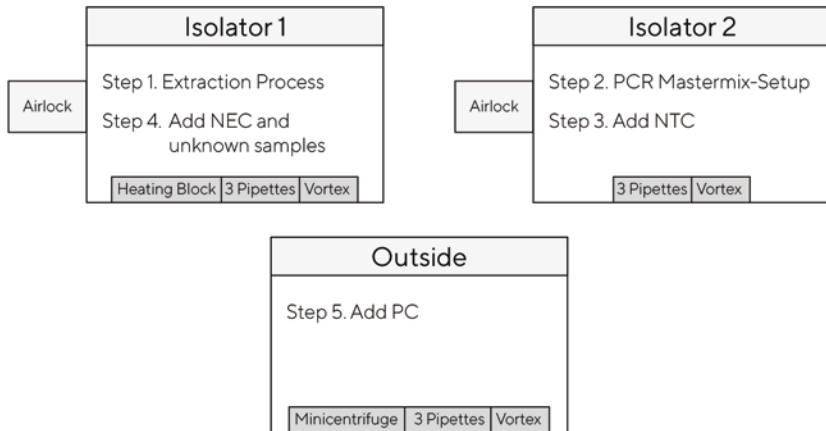 Isolator 1
Airlock
Step 1. Extraction Process
Step 4. Add NEC and
unknown samples
Heating Block 3 Pipettes Vortex
Isolator 2
Airlock
Step 2. PCR Mastermix-Setup
Step 3. Add NTC
3 Pipettes Vortex
Outside
Step 5. Add PC
Minicentrifuge 3 Pipettes Vortex